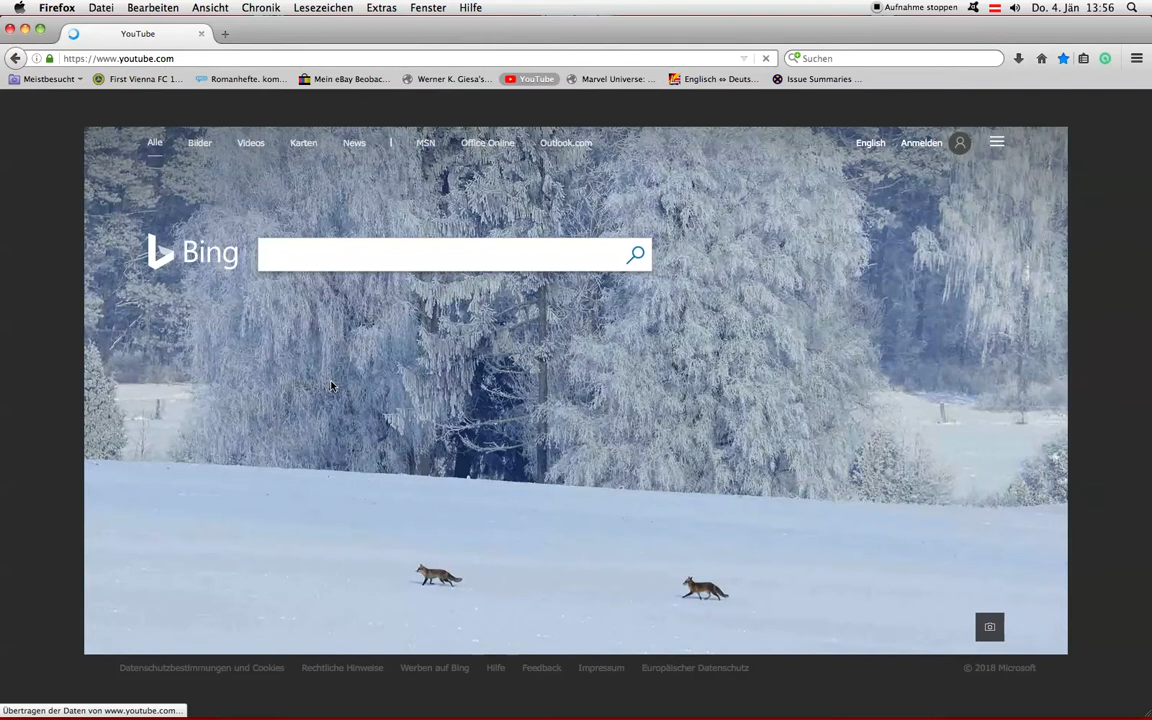 Firefox Datei Bearbeiten Ansicht Chronik Lesezeichen Extras Fenster Hilfe Aufnahme stoppen Do. 4. Jän 13:56
YouTube
https://www.youtube.com Suchen
Meistbesucht First Vienna FC 1... Romanhefte. kom... Mein eBay Beobac... Werner K. Giesa's... YouTube Marvel Universe: ... Englisch ⇔ Deuts... Issue Summaries ...
Alle Bilder Videos Karten News | MSN Office Online Outlook.com English Anmelden
Bing
Datenschutzbestimmungen und Cookies Rechtliche Hinweise Werben auf Bing Hilfe Feedback Impressum Europäischer Datenschutz © 2018 Microsoft
Übertragen der Daten von www.youtube.com...